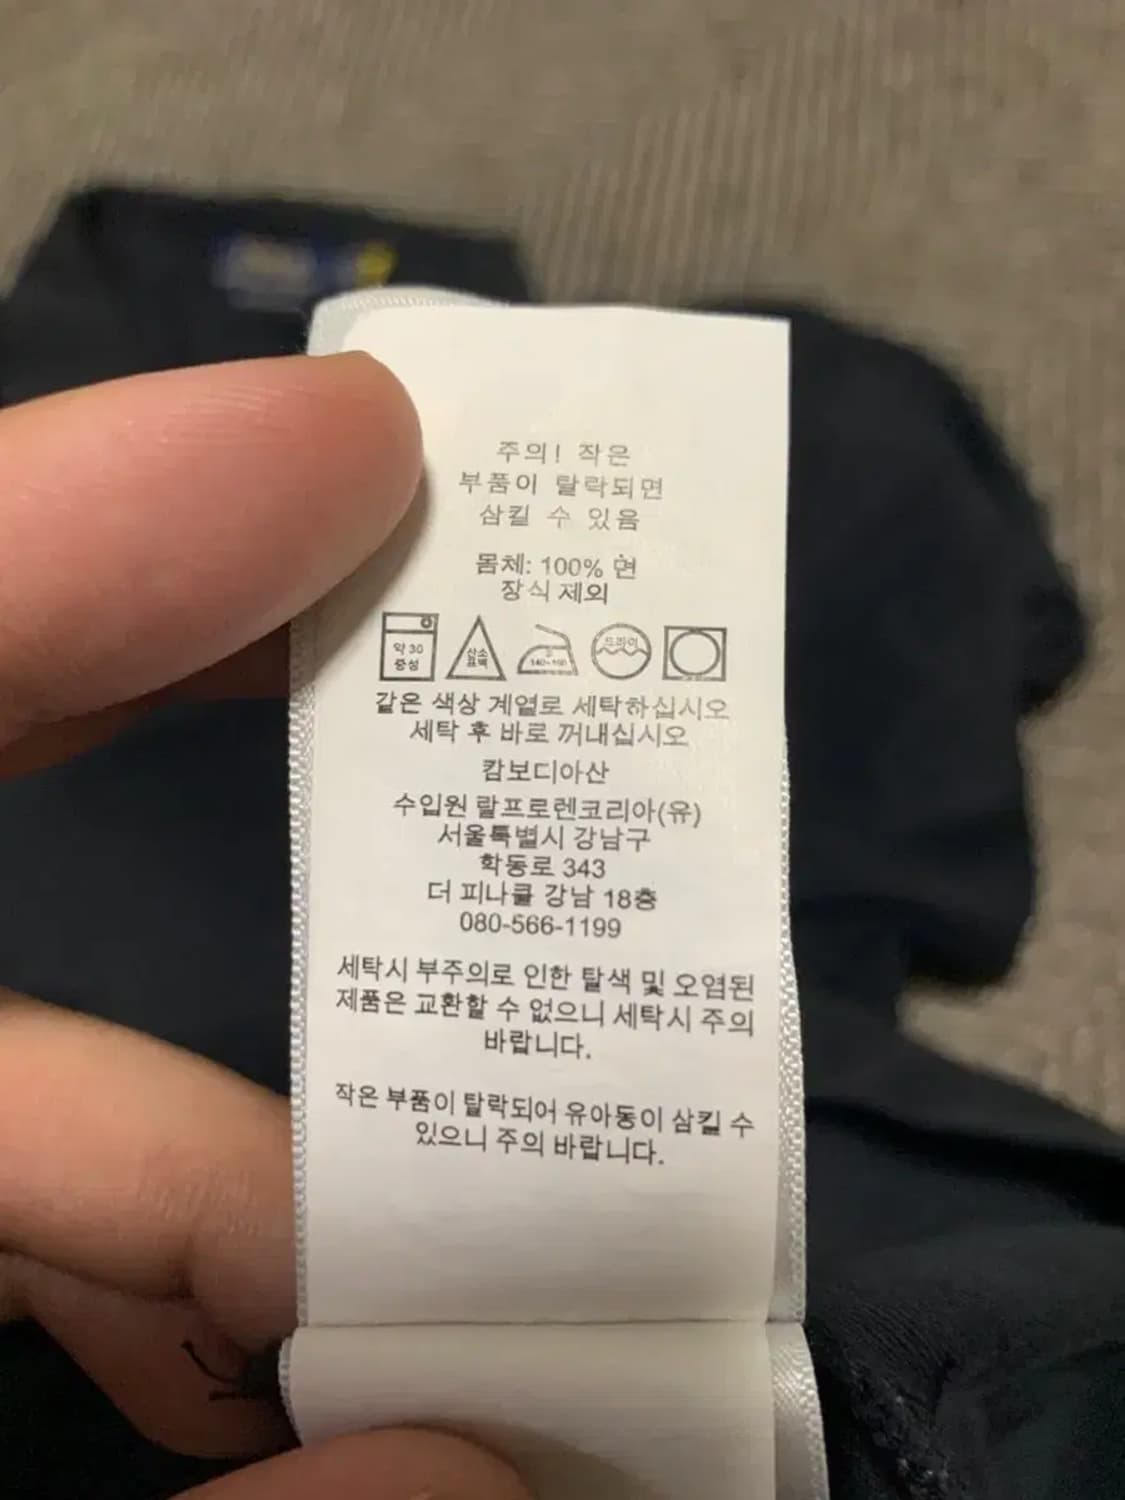 주의! 작은
부품이 탈락되면
삼킬 수 있음
몸체: 100% 면
장식 제외
약 30
중성
산소
표백
140~160
드라이
같은 색상 계열로 세탁하십시오
세탁 후 바로 꺼내십시오
캄보디아산
수입원 랄프로렌코리아(유)
서울특별시 강남구
학동로 343
더 피나클 강남 18층
080-566-1199
세탁시 부주의로 인한 탈색 및 오염된
제품은 교환할 수 없으니 세탁시 주의
바랍니다.
작은 부품이 탈락되어 유아동이 삼킬 수
있으니 주의 바랍니다.